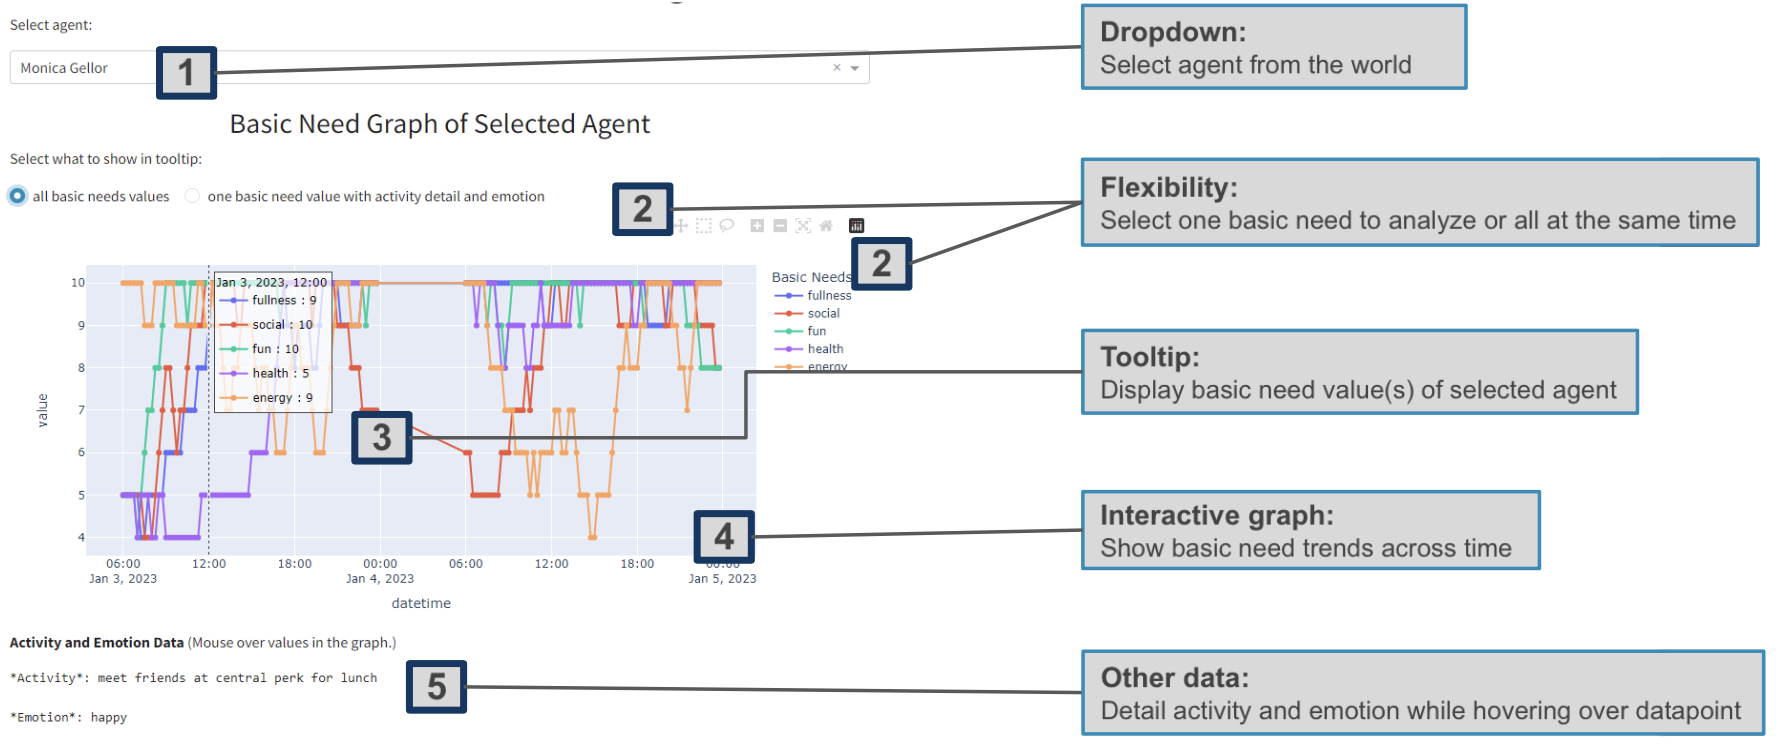 Select agent:
Monica Gellor
1
Dropdown:
Select agent from the world
Basic Need Graph of Selected Agent
Select what to show in tooltip:
all basic needs values
one basic need value with activity detail and emotion
2
Flexibility:
Select one basic need to analyze or all at the same time
2
Basic Needs
fullness
social
fun
health
energy
Jan 3, 2023, 12:00
fullness : 9
social : 10
fun : 10
health : 5
energy : 9
10
9
8
7
6
5
4
value
Tooltip:
Display basic need value(s) of selected agent
3
4
Interactive graph:
Show basic need trends across time
06:00
Jan 3, 2023
12:00
18:00
00:00
Jan 4, 2023
06:00
12:00
18:00
00:00
Jan 5, 2023
datetime
Activity and Emotion Data (Mouse over values in the graph.)
*Activity*: meet friends at central perk for lunch
*Emotion*: happy
5
Other data:
Detail activity and emotion while hovering over datapoint